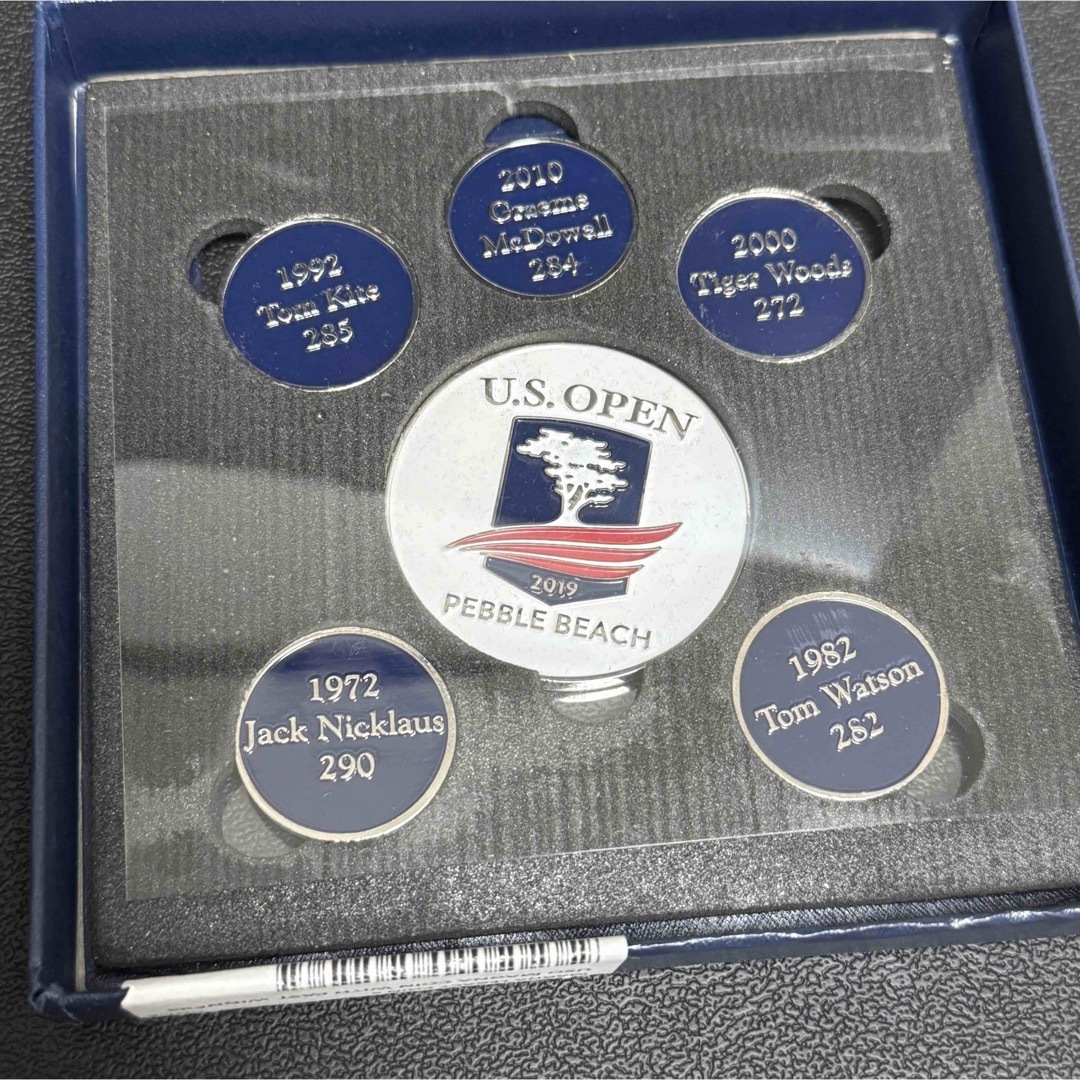 2010
Graeme
McDowell
284
1992
Tom Kite
285
2000
Tiger Woods
272
U.S. OPEN
2019
PEBBLE BEACH
1972
Jack Nicklaus
290
1982
Tom Watson
282